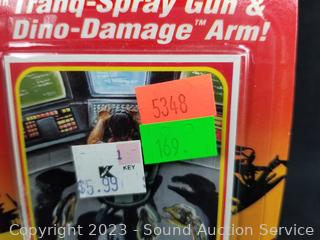 Tranq-Spray Gun &
Dino-Damage™ Arm!
5348
169.
1
K KEY
$5.99
Copyright 2023 - Sound Auction Service